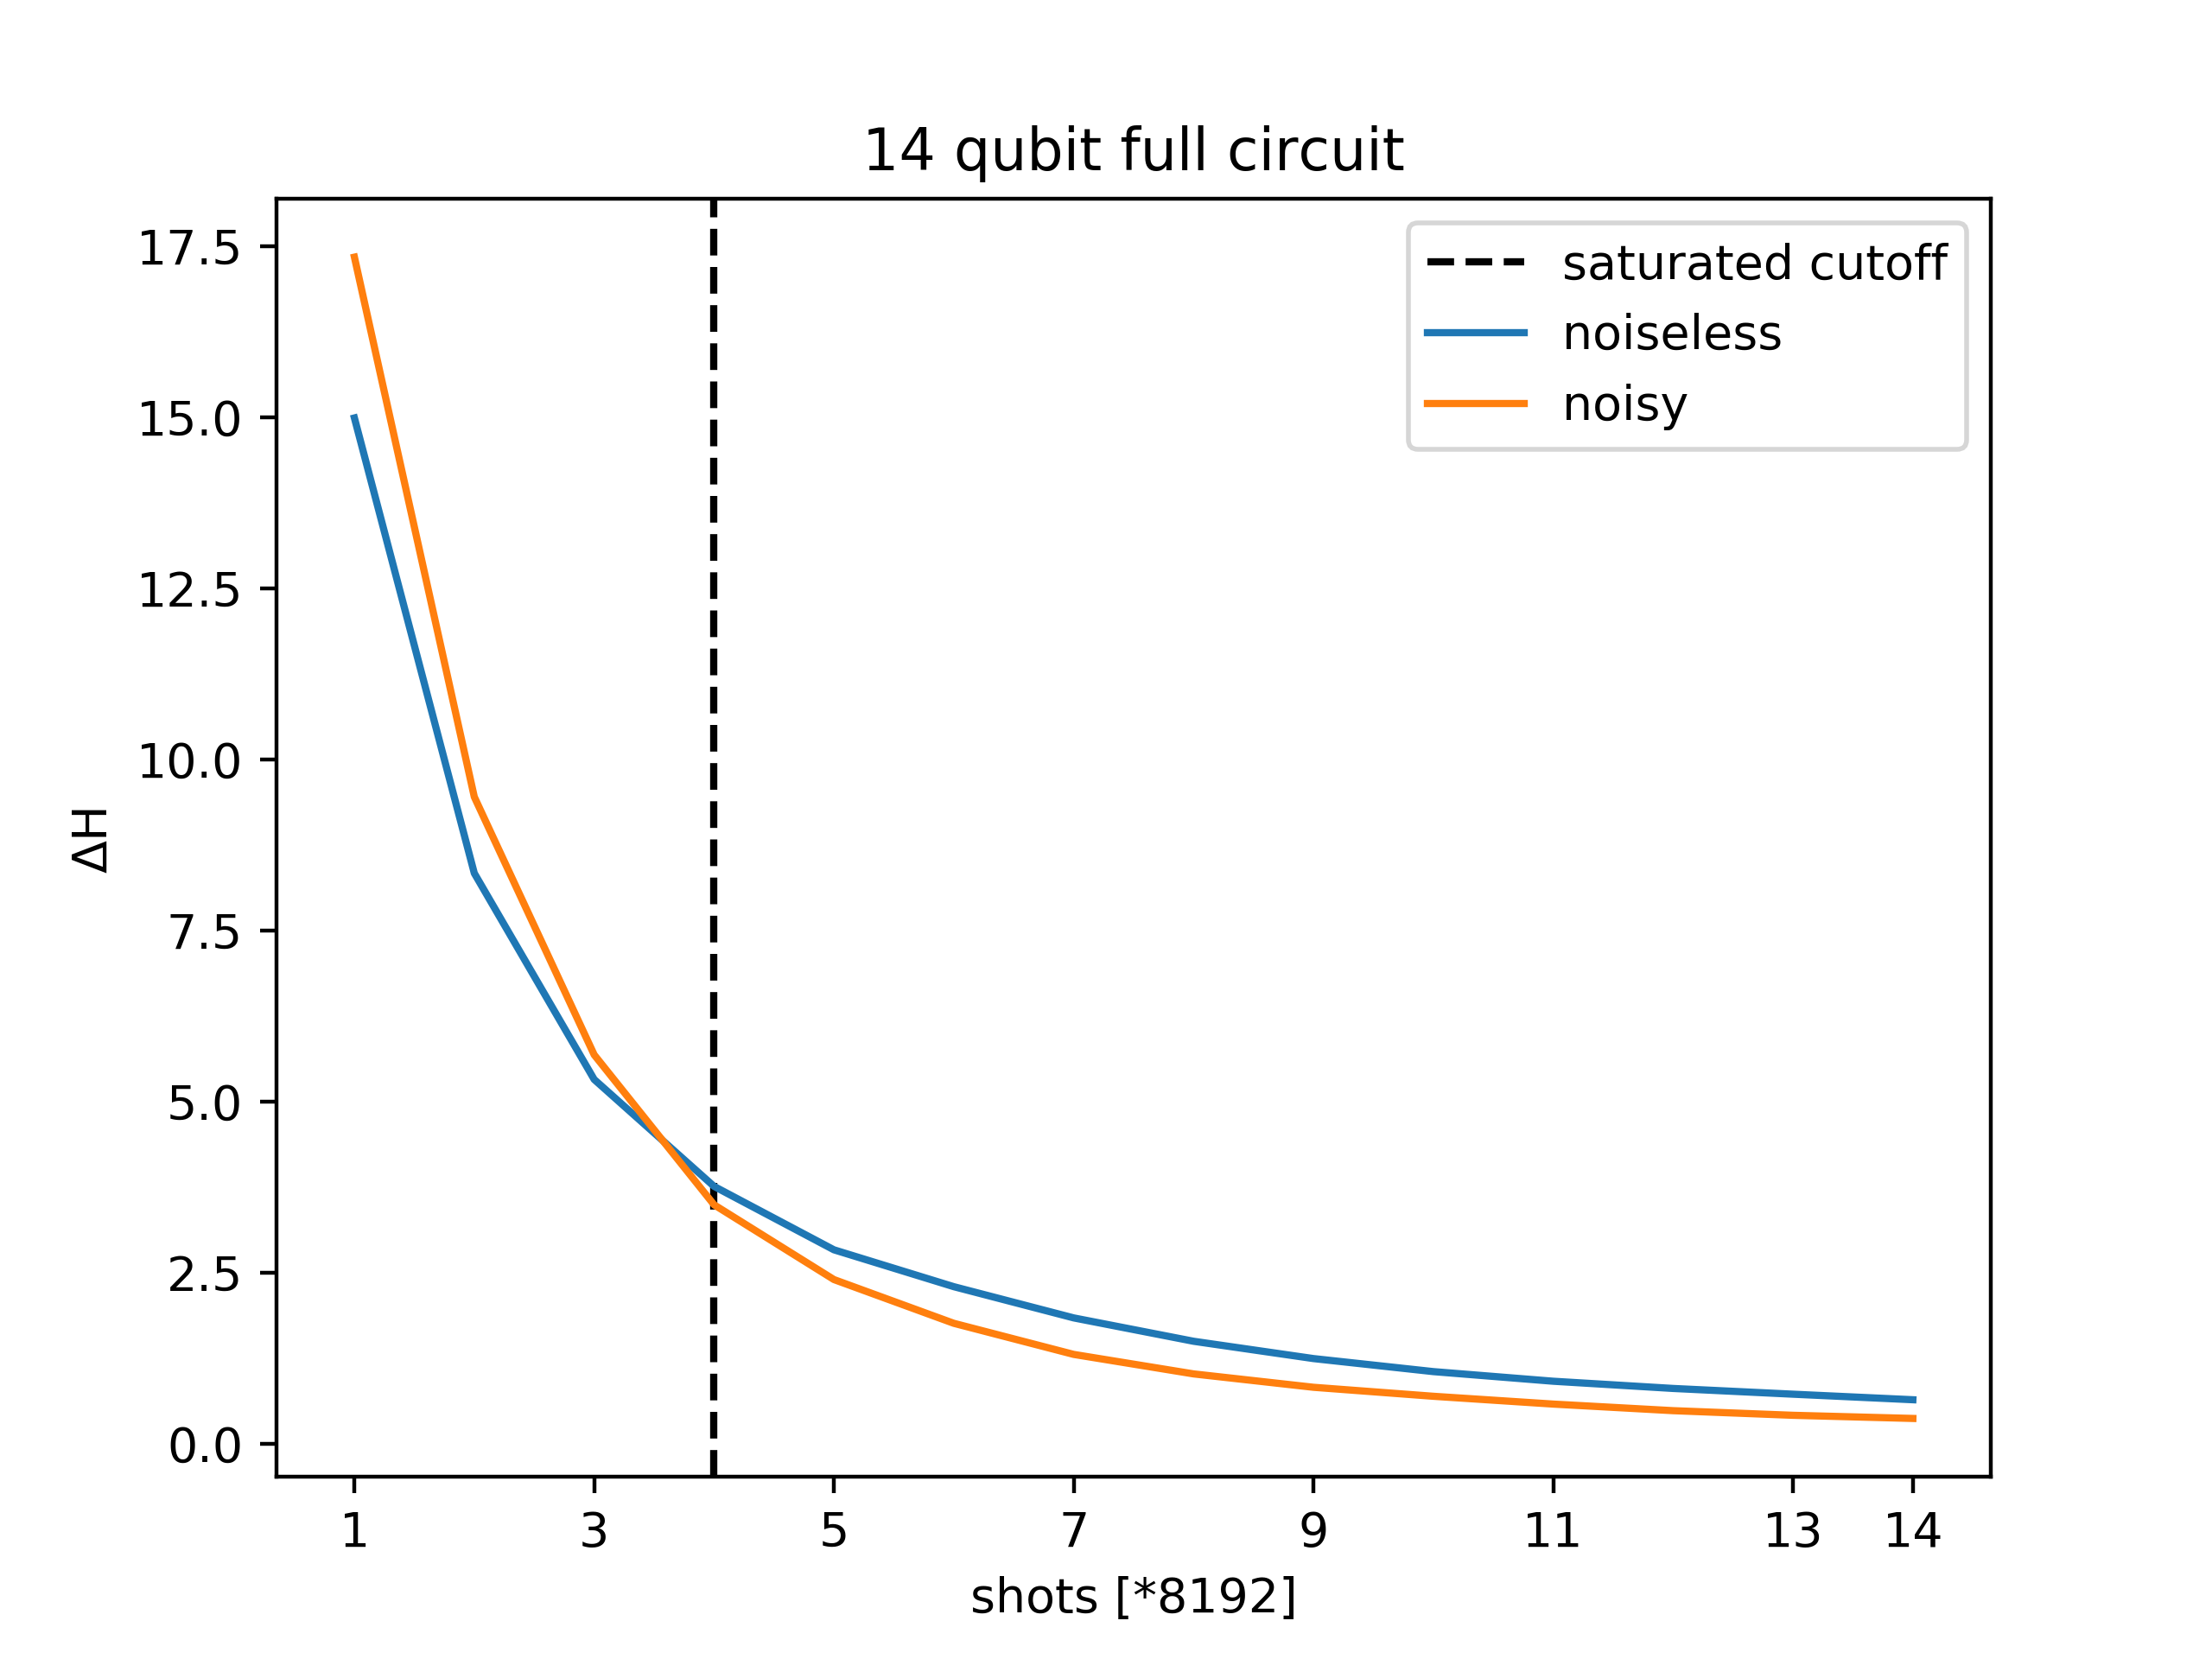 14 qubit full circuit
saturated cutoff
noiseless
noisy
17.5
15.0
12.5
10.0
7.5
5.0
2.5
0.0
ΔH
1 3 5 7 9 11 13 14
shots [*8192]